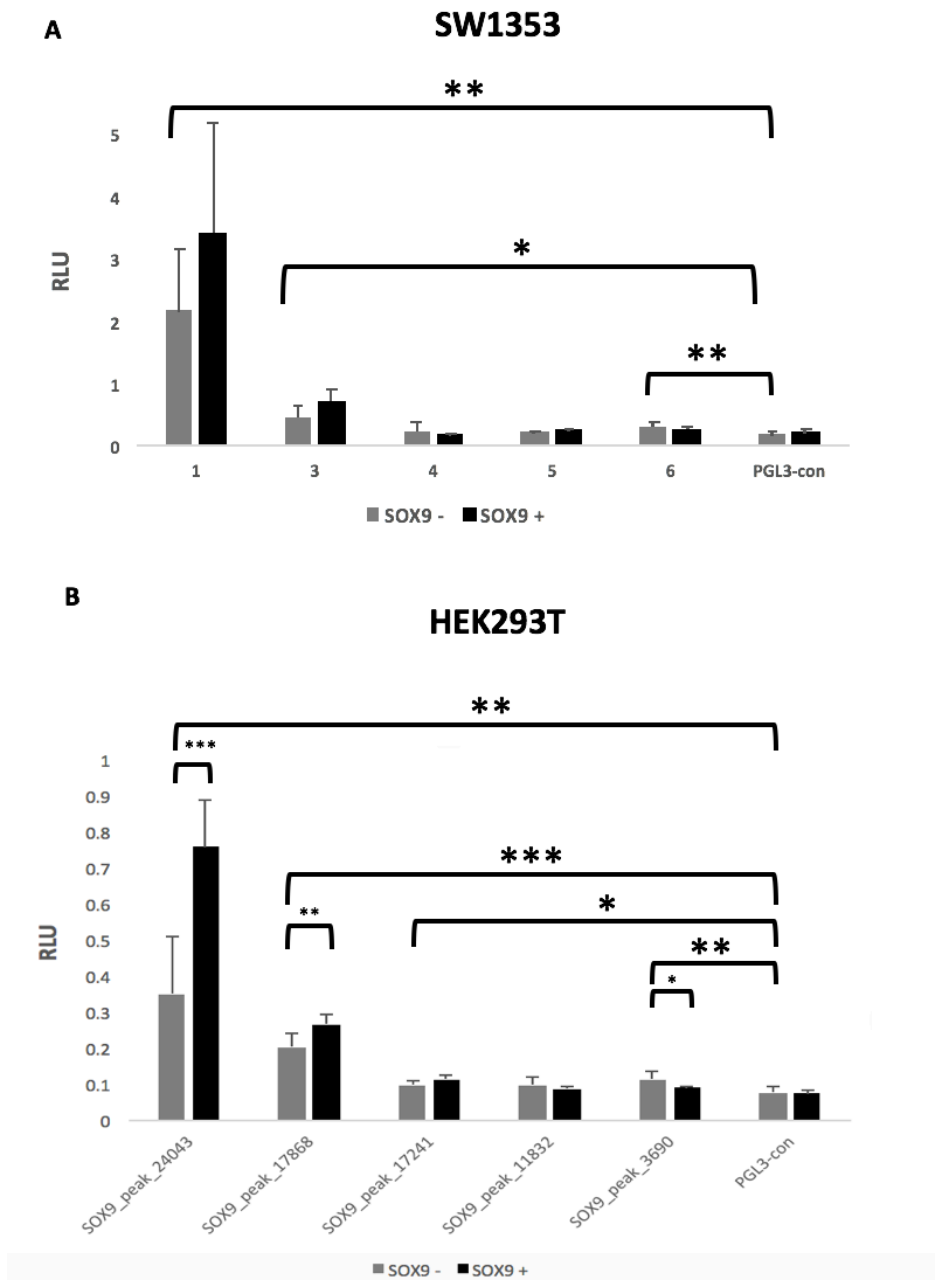 A
SW1353
**
5
4
*
3
RLU
2
**
1
0
1 3 4 5 6 PGL3-con
SOX9 - SOX9 +
B
HEK293T
**
***
1
0.9
0.8
***
0.7
*
0.6
**
0.5
RLU
**
0.4
*
0.3
0.2
0.1
0
SOX9_peak_24043 SOX9_peak_17868 SOX9_peak_17241 SOX9_peak_11832 SOX9_peak_3690 PGL3-con
SOX9 - SOX9 +